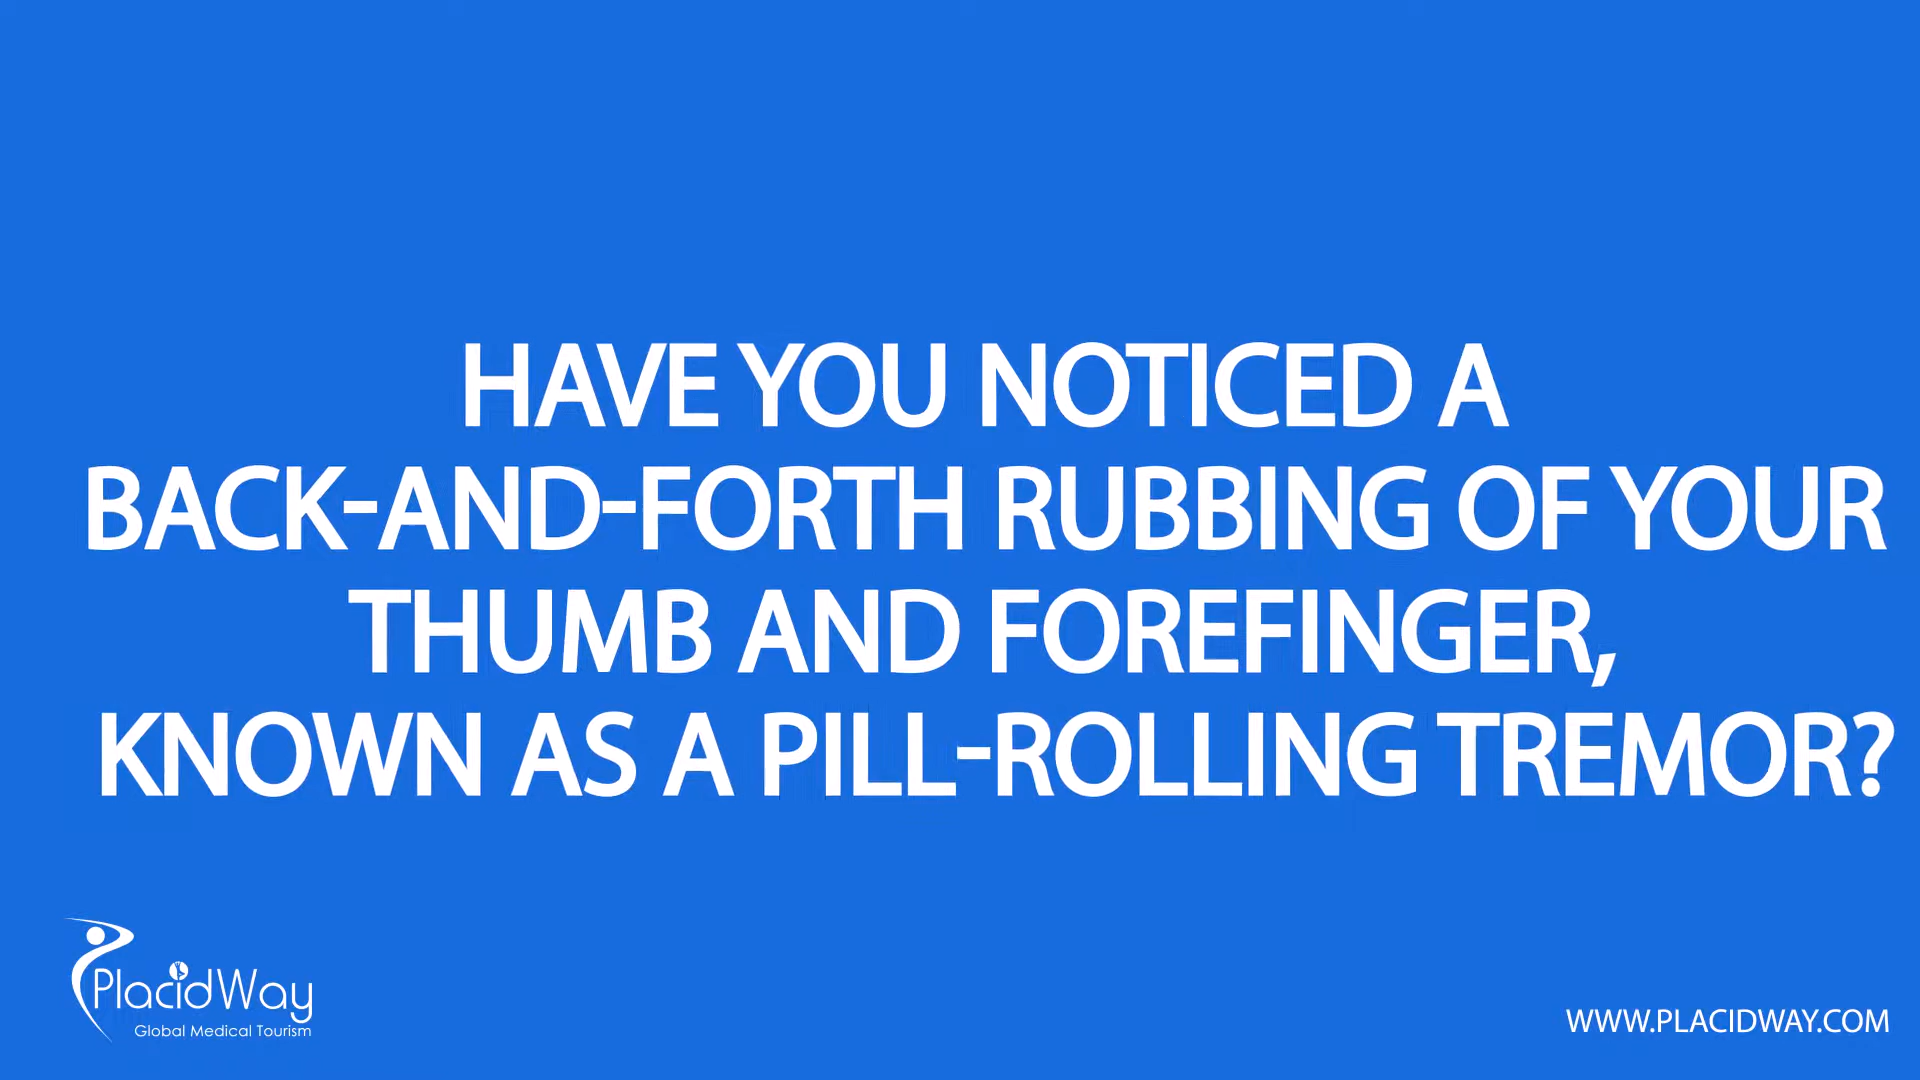 HAVE YOU NOTICED A
BACK-AND-FORTH RUBBING OF YOUR
THUMB AND FOREFINGER,
KNOWN AS A PILL-ROLLING TREMOR?
PlacidWay
Global Medical Tourism
WWW.PLACIDWAY.COM